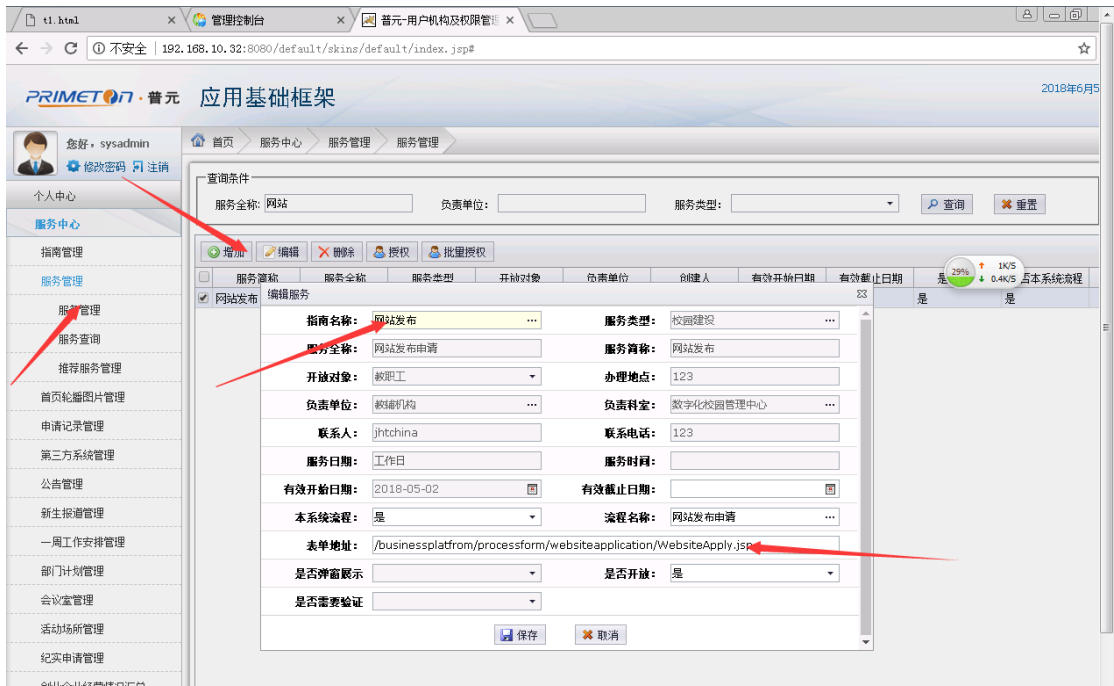 t1.html
管理控制台
普元-用户机构及权限管理
不安全 192.168.10.32:8080/default/skins/default/index.jsp#
PRIMETON·普元 应用基础框架
2018年6月5
您好，sysadmin
修改密码 注销
首页 服务中心 服务管理 服务管理
个人中心
服务中心
指南管理
服务管理
服务管理
服务查询
推荐服务管理
首页轮播图片管理
申请记录管理
第三方系统管理
公告管理
新生报道管理
一周工作安排管理
部门计划管理
会议室管理
活动场所管理
纪实申请管理
查询条件
服务全称: 网站 负责单位: 服务类型: 查询 重置
增加 编辑 删除 授权 批量授权
服务简称 服务全称 服务类型 开放对象 负责单位 创建人 有效开始日期 有效截止日期 是 否本系统流程
29% 1K/S
0.4K/S
网站发布 是 是
编辑服务
指南名称: 网站发布 ... 服务类型: 校园建设 ...
服务全称: 网站发布申请 服务简称: 网站发布
开放对象: 教职工 办理地点: 123
负责单位: 教辅机构 ... 负责科室: 数字化校园管理中心 ...
联系人: jhtchina 联系电话: 123
服务日期: 工作日 服务时间:
有效开始日期: 2018-05-02 有效截止日期:
本系统流程: 是 流程名称: 网站发布申请 ...
表单地址: /businessplatfrom/processform/websiteapplication/WebsiteApply.jsp
是否弹窗展示 是否开放: 是
是否需要验证
保存 取消